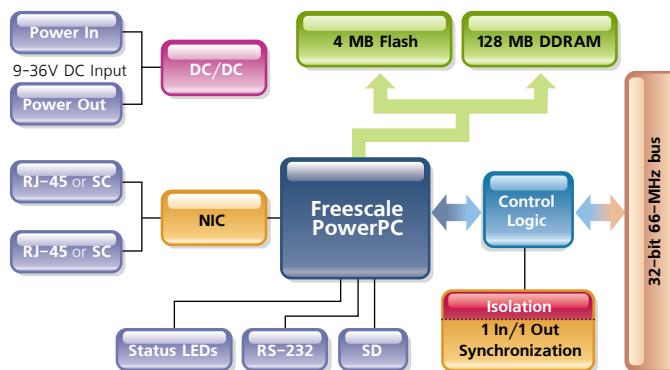 Power In
9-36V DC Input
Power Out
DC/DC
4 MB Flash
128 MB DDRAM
RJ-45 or SC
RJ-45 or SC
NIC
Freescale
PowerPC
Control
Logic
32-bit 66-MHz bus
Isolation
1 In/1 Out
Synchronization
Status LEDs
RS-232
SD